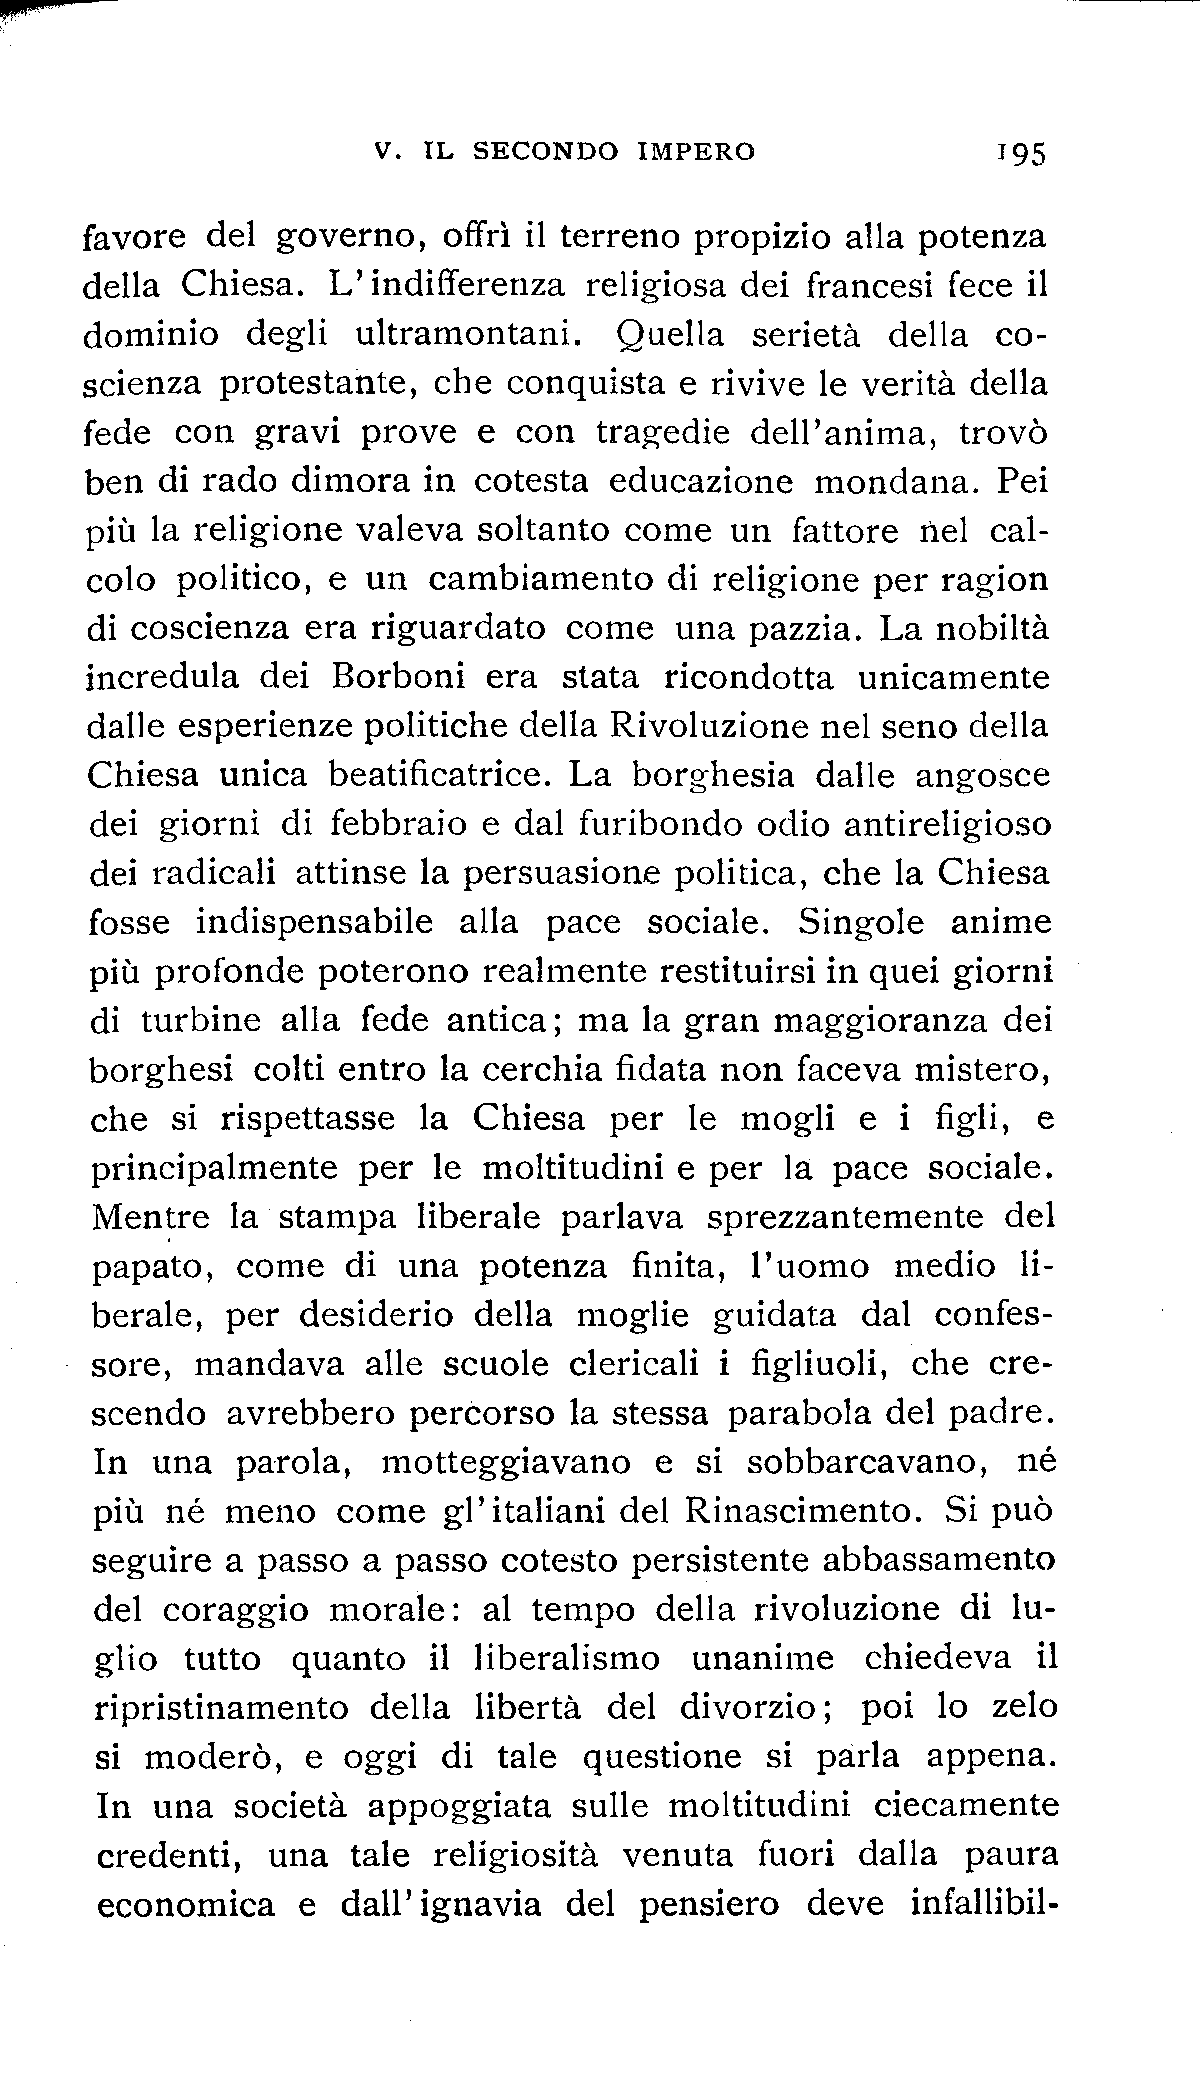 V. IL SECONDO IMPERO 195
favore del governo, offrì il terreno propizio alla potenza
della Chiesa. L'indifferenza religiosa dei francesi fece il
dominio degli ultramontani. Quella serietà della co-
scienza protestante, che conquista e rivive le verità della
fede con gravi prove e con tragedie dell'anima, trovò
ben di rado dimora in cotesta educazione mondana. Pei
più la religione valeva soltanto come un fattore nel cal-
colo politico, e un cambiamento di religione per ragion
di coscienza era riguardato come una pazzia. La nobiltà
incredula dei Borboni era stata ricondotta unicamente
dalle esperienze politiche della Rivoluzione nel seno della
Chiesa unica beatificatrice. La borghesia dalle angosce
dei giorni di febbraio e dal furibondo odio antireligioso
dei radicali attinse la persuasione politica, che la Chiesa
fosse indispensabile alla pace sociale. Singole anime
più profonde poterono realmente restituirsi in quei giorni
di turbine alla fede antica; ma la gran maggioranza dei
borghesi colti entro la cerchia fidata non faceva mistero,
che si rispettasse la Chiesa per le mogli e i figli, e
principalmente per le moltitudini e per la pace sociale.
Mentre la stampa liberale parlava sprezzantemente del
papato, come di una potenza finita, l'uomo medio li-
berale, per desiderio della moglie guidata dal confes-
sore, mandava alle scuole clericali i figliuoli, che cre-
scendo avrebbero percorso la stessa parabola del padre.
In una parola, motteggiavano e si sobbarcavano, né
più né meno come gl'italiani del Rinascimento. Si può
seguire a passo a passo cotesto persistente abbassamento
del coraggio morale: al tempo della rivoluzione di lu-
glio tutto quanto il liberalismo unanime chiedeva il
ripristinamento della libertà del divorzio; poi lo zelo
si moderò, e oggi di tale questione si parla appena.
In una società appoggiata sulle moltitudini ciecamente
credenti, una tale religiosità venuta fuori dalla paura
economica e dall'ignavia del pensiero deve infallibil-